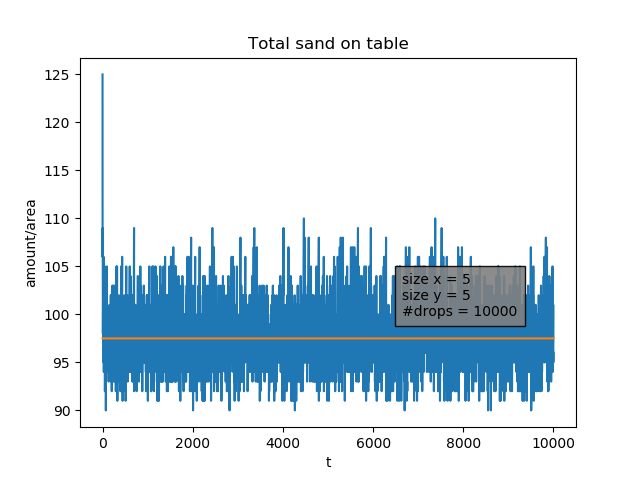 Total sand on table
amount/area
125
120
115
110
105
100
95
90
size x = 5
size y = 5
#drops = 10000
0 2000 4000 6000 8000 10000
t